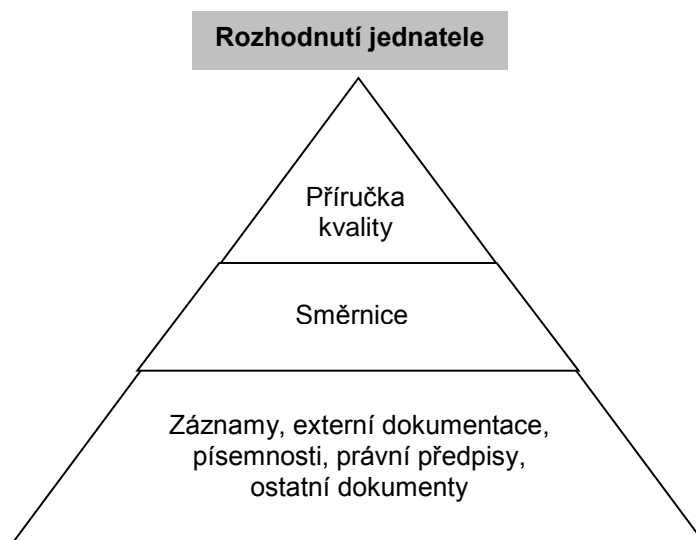 Rozhodnutí jednatele
Příručka
kvality
Směrnice
Záznamy, externí dokumentace,
písemnosti, právní předpisy,
ostatní dokumenty